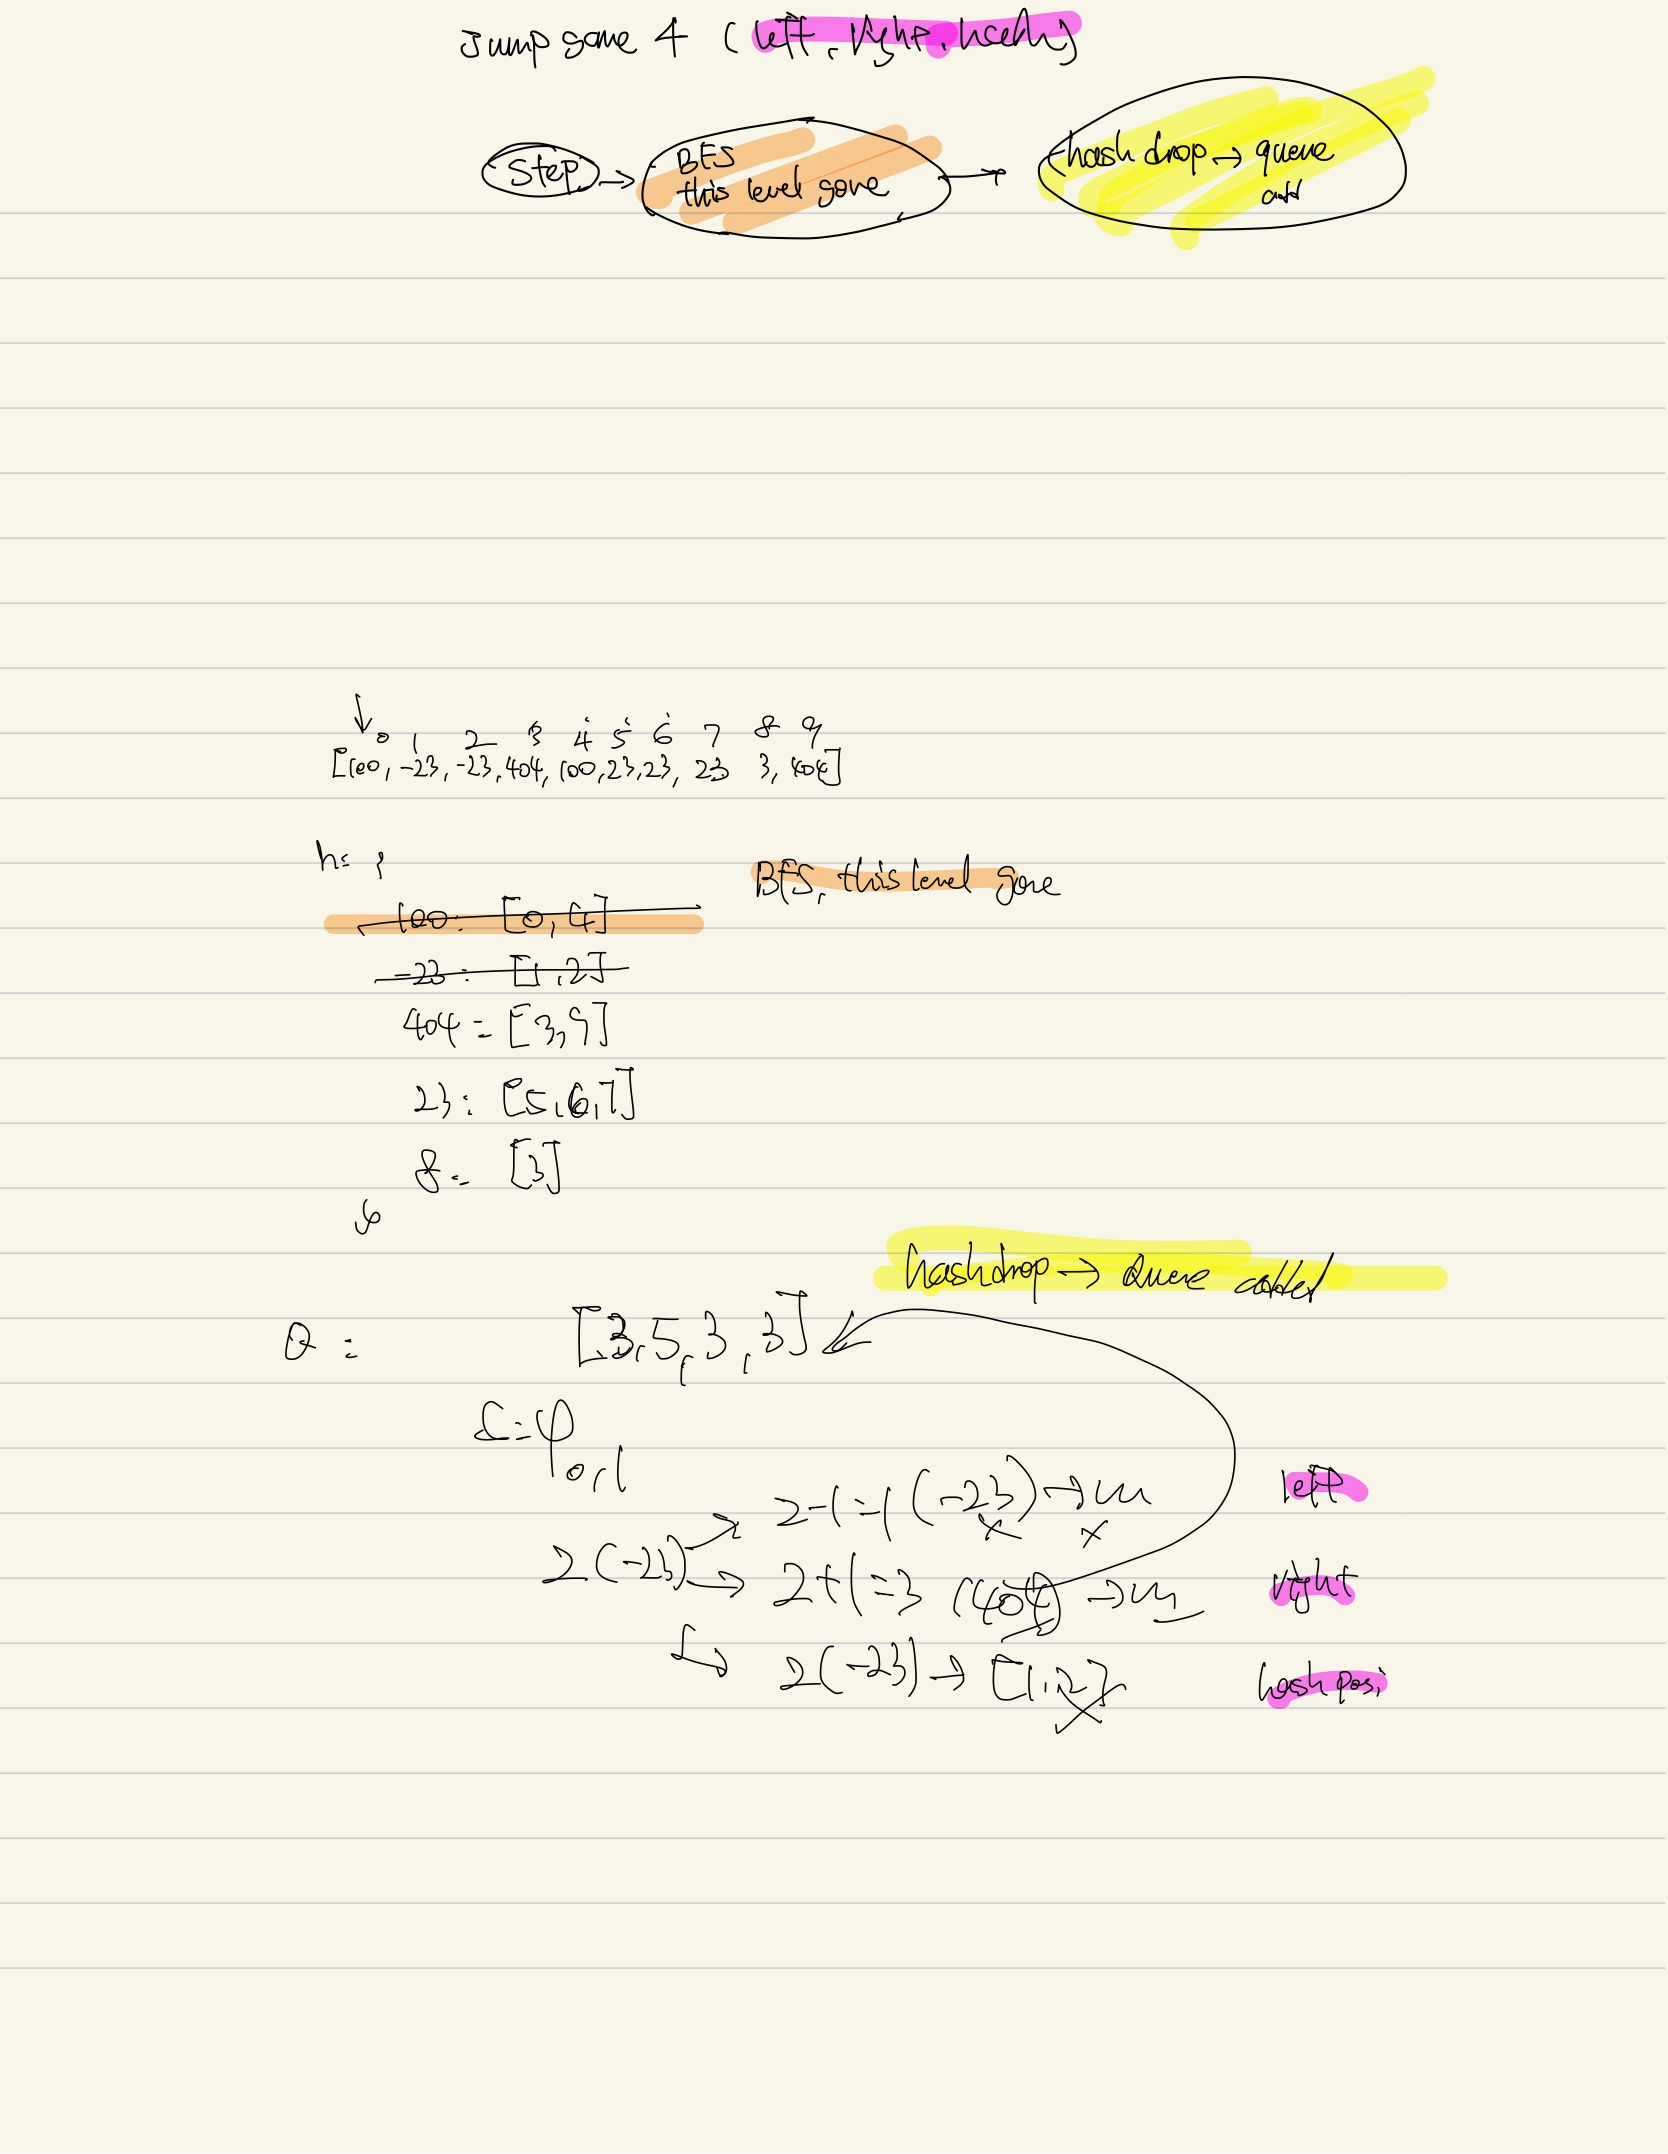 Jump game 4 (left, right, hash)
Step → BFS → hash drop → queue
this level gone add
0 1 2 3 4 5 6 7 8 9
[100, -23, -23, 404, 100, 23, 23, 23 3, 404]
h= {
BFS, this level gone
100: [0, 4]
-23: [1, 2]
404 = [3, 9]
23: [5, 6, 7]
8= [3]
}
hash drop → Queue added
Q = [3, 5, 3, 3]
0, 1
2-1=1 (-23) → left
2 (-23) → 2+1=3 (404) → right
↳ 2 (-23) → [1, 2] hash posi